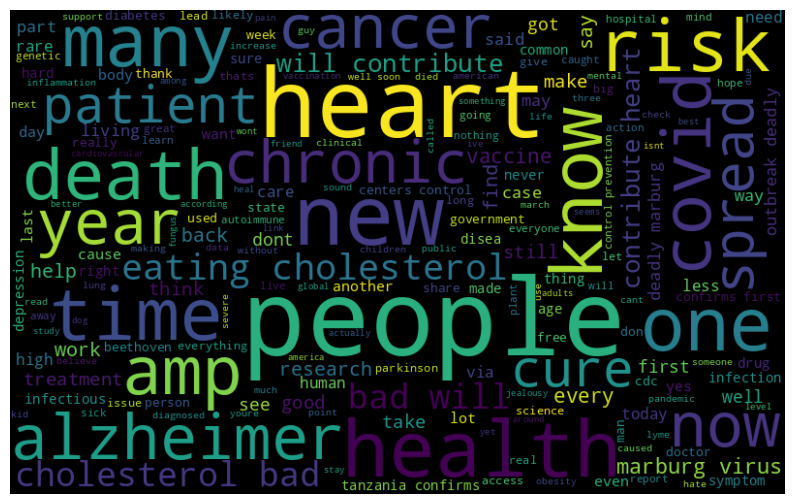 support diabetes lead likely pain
part many cancer got say hospital mind need
rare week increase guy said common risk
genetic sure will contribute give caught due
hard body thank thats vaccination well soon died american make big mental
inflammation patient heart something three hope
next may going know covid spread
day living great want clinical nothing life check best
really learn wont called ive action isnt
death chronic vaccine never
cardiovascular friend find case way
better according heal sound care centers control long
year used autoimmune new state government everyone march seems let
last fungus link public
back making data without dont children disea still
contribute heart deadly marburg control prevention outbreak deadly
cause right eating cholesterol thing less
help think live global another share made plant use adults will cant confirms first
depression lung severe age don
read away dog time people free one
study actually
work beethoven everything via
high believe america research parkinson cure first someone drug
treatment amp human jealousy cdc yes infection
infectious issue person see much good bad will every science pandemic level well
kid sick diagnosed youre point take lot around man today lyme doctor
alzheimer health yet real now
caused marburg virus
cholesterol bad stay tanzania confirms access obesity even hate report symptom